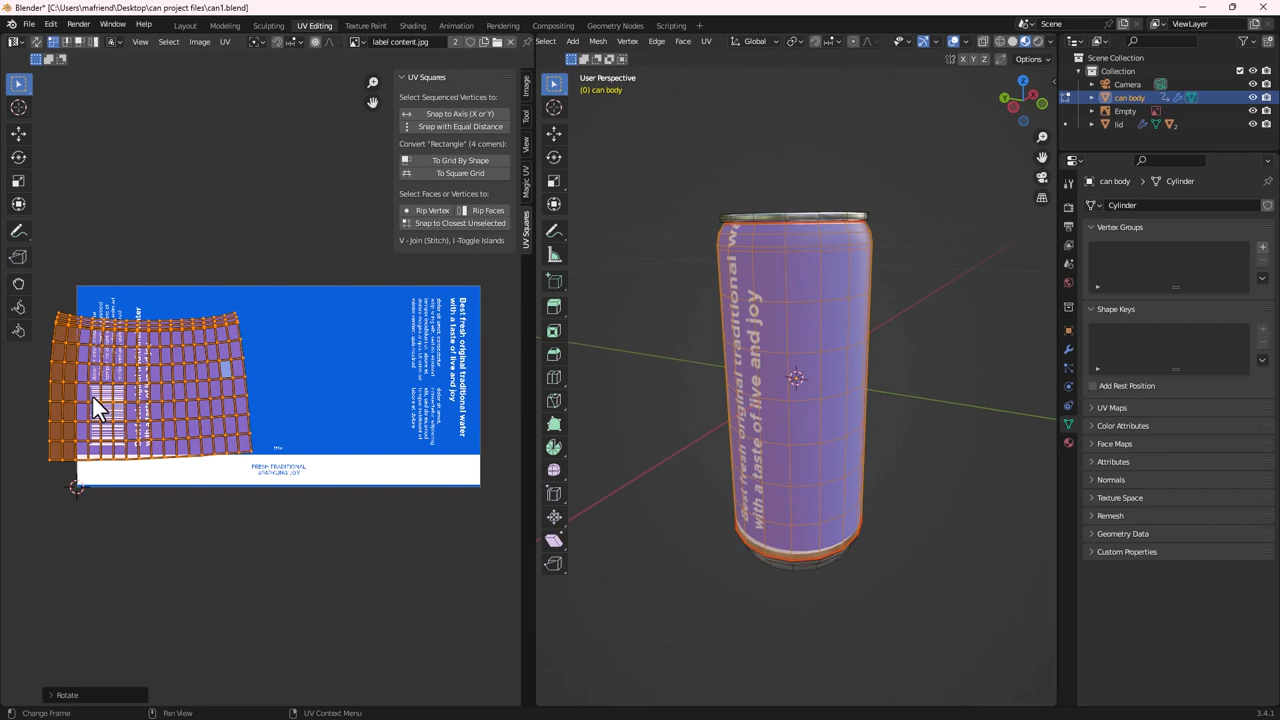 Blender* [C:\Users\mafriend\Desktop\can project files\can1.blend]
File Edit Render Window Help Layout Modeling Sculpting UV Editing Texture Paint Shading Animation Rendering Compositing Geometry Nodes Scripting + Scene ViewLayer
View Select Image UV label content.jpg 2 Select Add Mesh Vertex Edge Face UV Global
X Y Z Options
UV Squares
Select Sequenced Vertices to:
Snap to Axis (X or Y)
Snap with Equal Distance
Convert "Rectangle" (4 corners):
To Grid By Shape
To Square Grid
Select Faces or Vertices to:
Rip Vertex Rip Faces
Snap to Closest Unselected
V - Join (Stitch), I -Toggle Islands
Image
Tool
View
Magic UV
UV Squares
Best fresh original traditional water
with a taste of live and joy
FRESH TRADITIONAL
SPARKLING JOY
User Perspective
(0) can body
Best fresh original traditional
with a taste of live and joy
Scene Collection
Collection
Camera
can body
Empty
lid 2
can body Cylinder
Cylinder
Vertex Groups
Shape Keys
Add Rest Position
UV Maps
Color Attributes
Face Maps
Attributes
Normals
Texture Space
Remesh
Geometry Data
Custom Properties
Rotate
Change Frame Pan View UV Context Menu 3.4.1